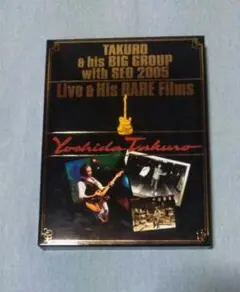 TAKURO
& his BIG GROUP
with SEO 2005
Live & His RARE Films
Yoshida Takuro